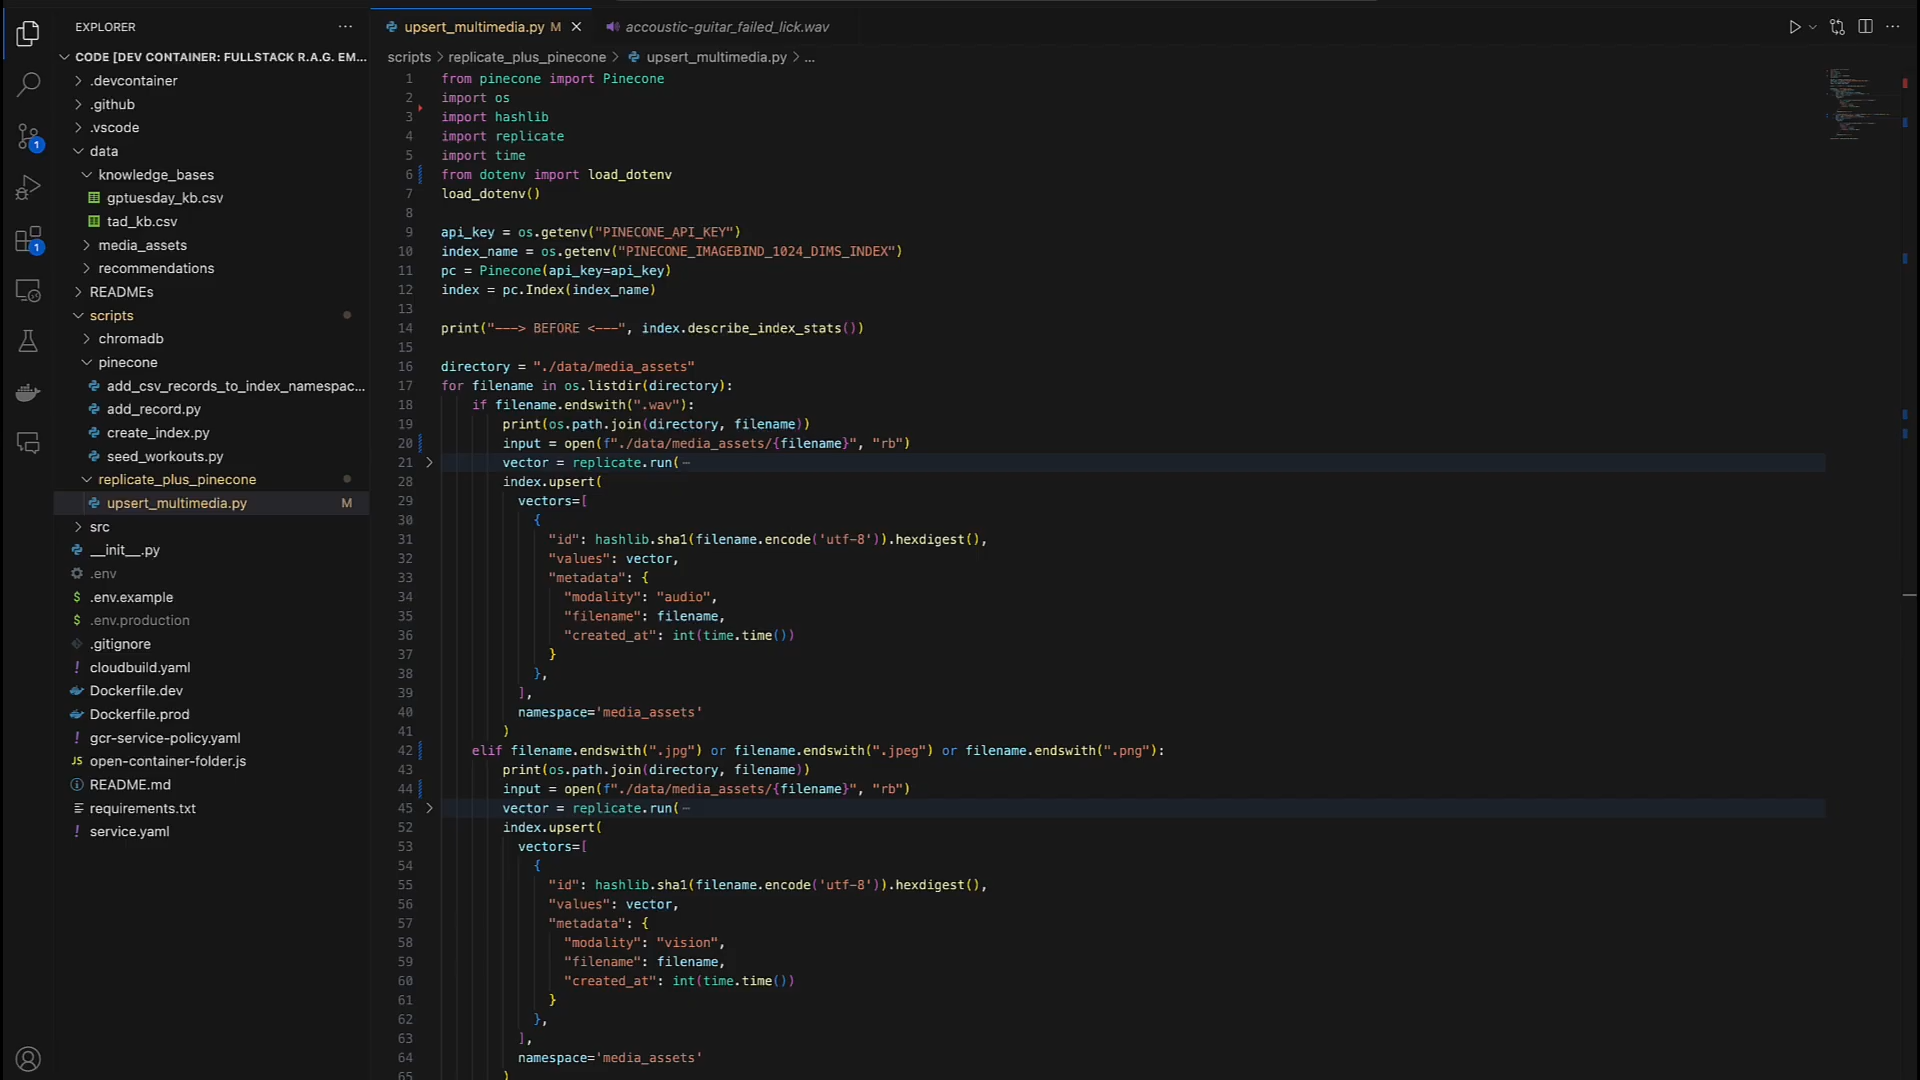 EXPLORER
CODE [DEV CONTAINER: FULLSTACK R.A.G. EM...
.devcontainer
.github
.vscode
data
knowledge_bases
gptuesday_kb.csv
tad_kb.csv
media_assets
recommendations
READMEs
scripts
chromadb
pinecone
add_csv_records_to_index_namespac...
add_record.py
create_index.py
seed_workouts.py
replicate_plus_pinecone
upsert_multimedia.py M
src
__init__.py
.env
$ .env.example
$ .env.production
.gitignore
! cloudbuild.yaml
Dockerfile.dev
Dockerfile.prod
! gcr-service-policy.yaml
JS open-container-folder.js
README.md
requirements.txt
! service.yaml
1
1
upsert_multimedia.py M
accoustic-guitar_failed_lick.wav
scripts > replicate_plus_pinecone > upsert_multimedia.py > ...
1 from pinecone import Pinecone
2 import os
3 import hashlib
4 import replicate
5 import time
6 from dotenv import load_dotenv
7 load_dotenv()
8
9 api_key = os.getenv("PINECONE_API_KEY")
10 index_name = os.getenv("PINECONE_IMAGEBIND_1024_DIMS_INDEX")
11 pc = Pinecone(api_key=api_key)
12 index = pc.Index(index_name)
13
14 print("---> BEFORE <---", index.describe_index_stats())
15
16 directory = "./data/media_assets"
17 for filename in os.listdir(directory):
18 if filename.endswith(".wav"):
19 print(os.path.join(directory, filename))
20 input = open(f"./data/media_assets/{filename}", "rb")
21 vector = replicate.run(⋯
28 index.upsert(
29 vectors=[
30 {
31 "id": hashlib.sha1(filename.encode('utf-8')).hexdigest(),
32 "values": vector,
33 "metadata": {
34 "modality": "audio",
35 "filename": filename,
36 "created_at": int(time.time())
37 }
38 },
39 ],
40 namespace='media_assets'
41 )
42 elif filename.endswith(".jpg") or filename.endswith(".jpeg") or filename.endswith(".png"):
43 print(os.path.join(directory, filename))
44 input = open(f"./data/media_assets/{filename}", "rb")
45 vector = replicate.run(⋯
52 index.upsert(
53 vectors=[
54 {
55 "id": hashlib.sha1(filename.encode('utf-8')).hexdigest(),
56 "values": vector,
57 "metadata": {
58 "modality": "vision",
59 "filename": filename,
60 "created_at": int(time.time())
61 }
62 },
63 ],
64 namespace='media_assets'
65 )